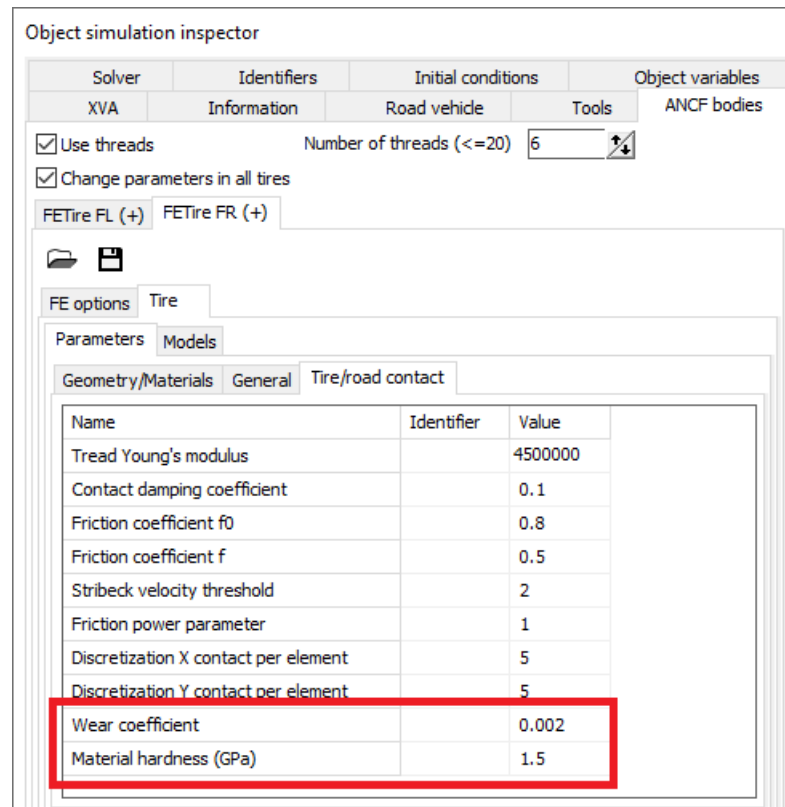 Object simulation inspector
Solver Identifiers Initial conditions Object variables
XVA Information Road vehicle Tools ANCF bodies
Use threads Number of threads (<=20) 6
Change parameters in all tires
FETire FL (+) FETire FR (+)
FE options Tire
Parameters Models
Geometry/Materials General Tire/road contact
Name Identifier Value
Tread Young's modulus 4500000
Contact damping coefficient 0.1
Friction coefficient f0 0.8
Friction coefficient f 0.5
Stribeck velocity threshold 2
Friction power parameter 1
Discretization X contact per element 5
Discretization Y contact per element 5
Wear coefficient 0.002
Material hardness (GPa) 1.5